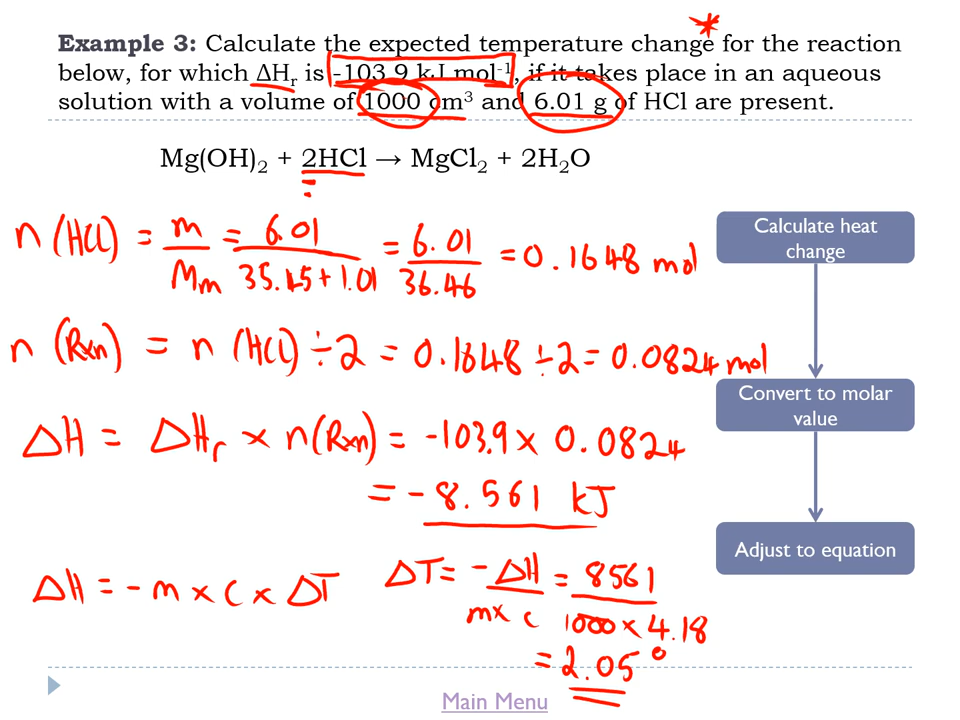 Example 3: Calculate the expected temperature change* for the reaction
below, for which ΔHᵣ is -103.9 kJ mol⁻¹, if it takes place in an aqueous
solution with a volume of 1000 cm³ and 6.01 g of HCl are present.
Mg(OH)₂ + 2HCl → MgCl₂ + 2H₂O
n (HCl) = m / Mm = 6.01 / 35.45+1.01 = 6.01 / 36.46 = 0.1648 mol
Calculate heat
change
n (Rxn) = n (HCl) ÷ 2 = 0.1648 ÷ 2 = 0.0824 mol
Convert to molar
value
ΔH = ΔHr × n(Rxn) = -103.9 × 0.0824
= -8.561 kJ
Adjust to equation
ΔH = -m × c × ΔT
ΔT = -ΔH / m × c = 8561 / 1000 × 4.18
= 2.05°
Main Menu